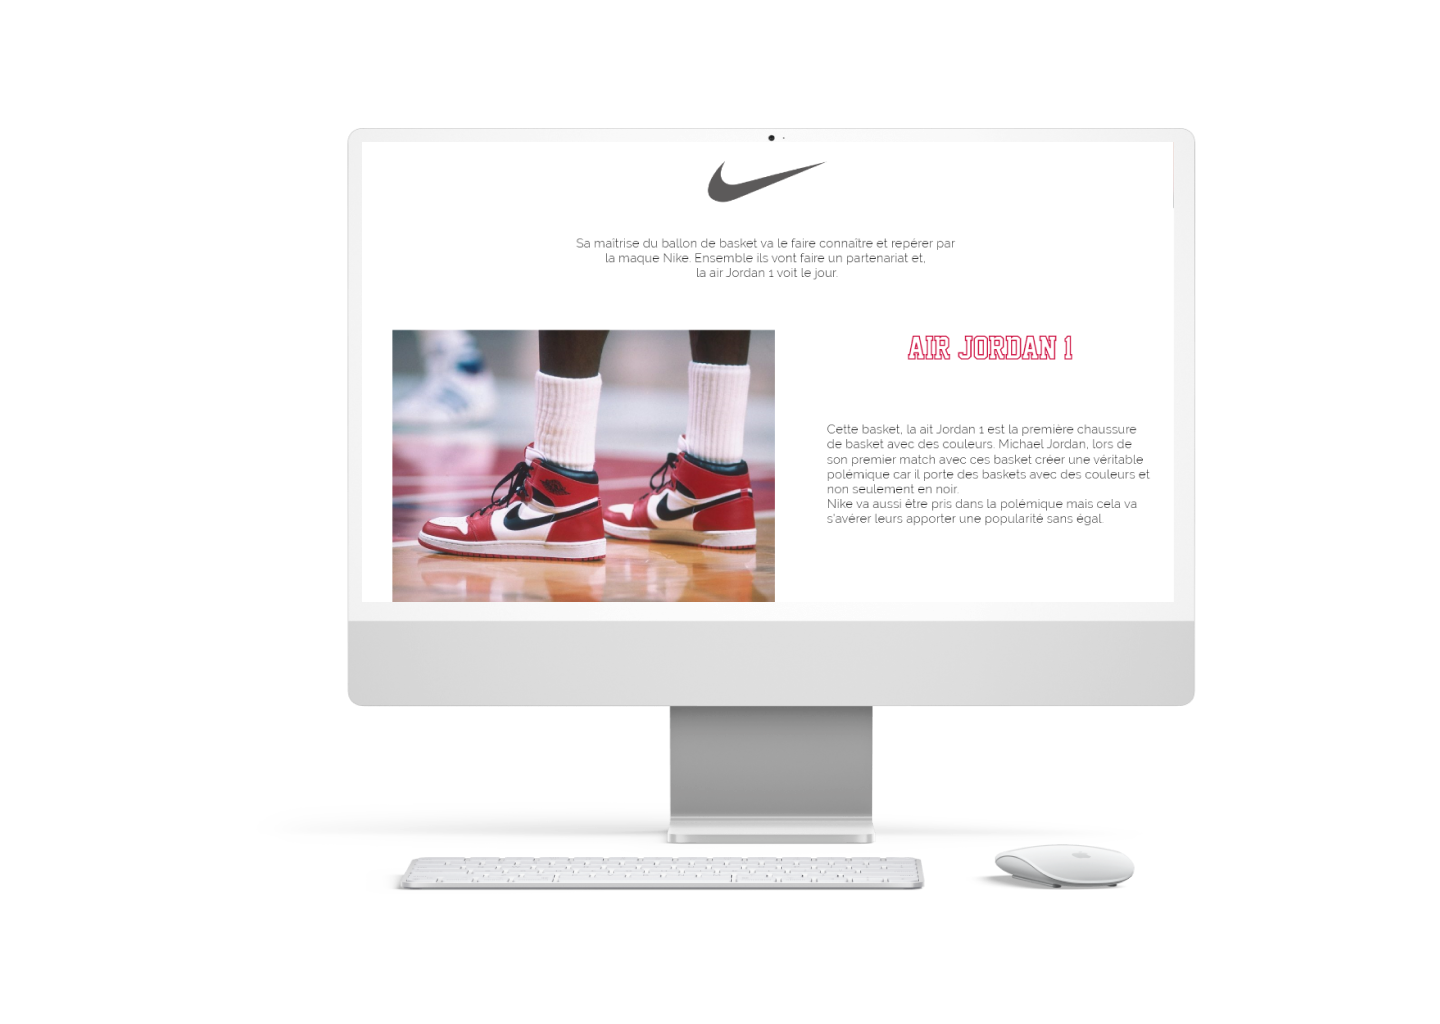 Sa maîtrise du ballon de basket va le faire connaître et repérer par
la maque Nike. Ensemble ils vont faire un partenariat et,
la air Jordan 1 voit le jour.
AIR JORDAN 1
Cette basket, la ait Jordan 1 est la première chaussure
de basket avec des couleurs. Michael Jordan, lors de
son premier match avec ces basket créer une véritable
polémique car il porte des baskets avec des couleurs et
non seulement en noir.
Nike va aussi être pris dans la polémique mais cela va
s'avérer leurs apporter une popularité sans égal.